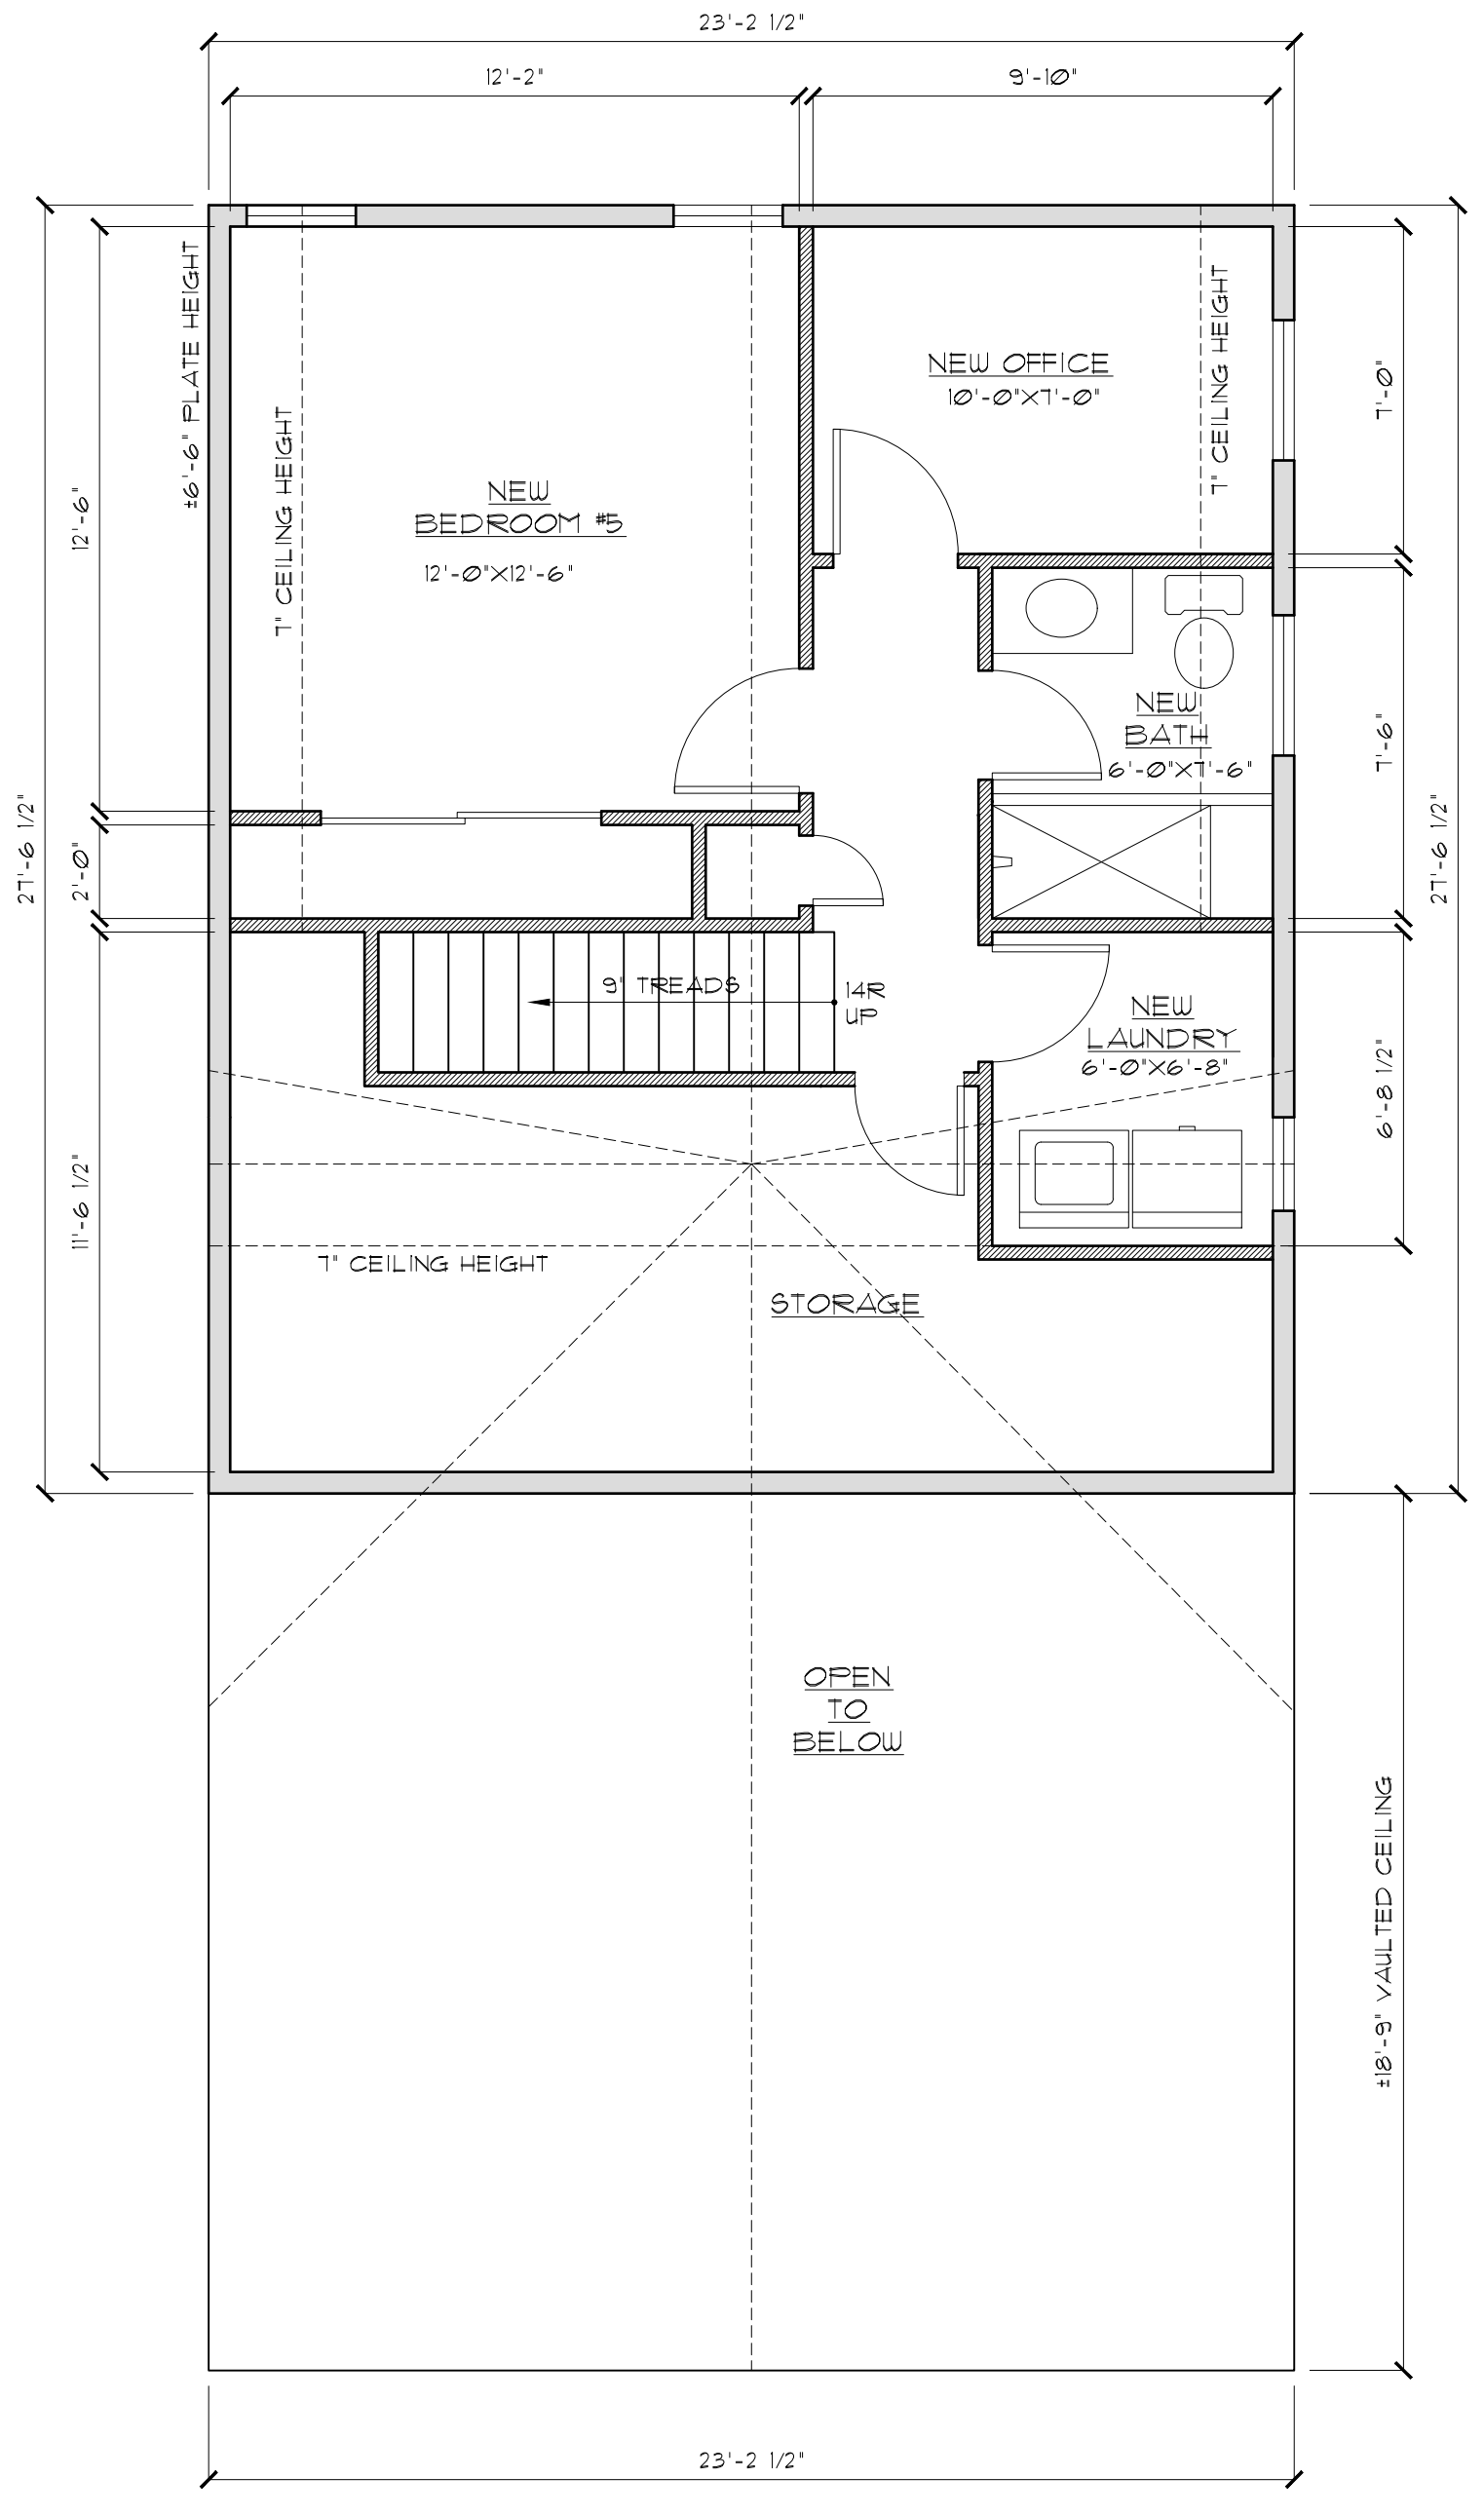 23'-2 1/2"
12'-2"
9'-10"
±6'-6" PLATE HEIGHT
7" CEILING HEIGHT
7" CEILING HEIGHT
NEW OFFICE
10'-0"X7'-0"
7'-0"
12'-6"
NEW
BEDROOM #5
12'-0"X12'-6"
NEW
BATH
6'-0"X7'-6"
7'-6"
27'-6 1/2"
2'-0"
27'-6 1/2"
9' TREADS
14R
UP
NEW
LAUNDRY
6'-0"X6'-8"
6'-8 1/2"
11'-6 1/2"
7" CEILING HEIGHT
STORAGE
OPEN
TO
BELOW
±18'-9" VAULTED CEILING
23'-2 1/2"